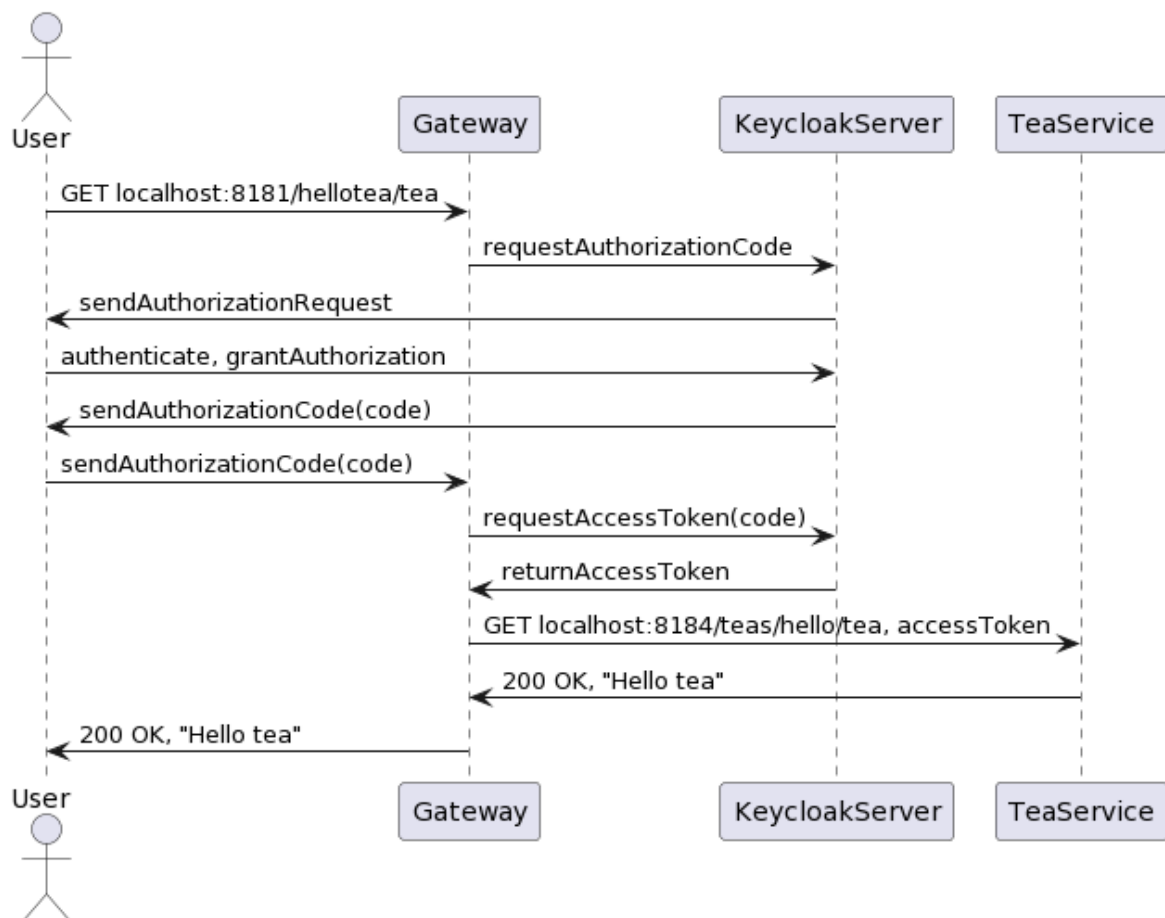 User
Gateway
KeycloakServer
TeaService
GET localhost:8181/hellotea/tea
requestAuthorizationCode
sendAuthorizationRequest
authenticate, grantAuthorization
sendAuthorizationCode(code)
sendAuthorizationCode(code)
requestAccessToken(code)
returnAccessToken
GET localhost:8184/teas/hello/tea, accessToken
200 OK, "Hello tea"
200 OK, "Hello tea"
User
Gateway
KeycloakServer
TeaService